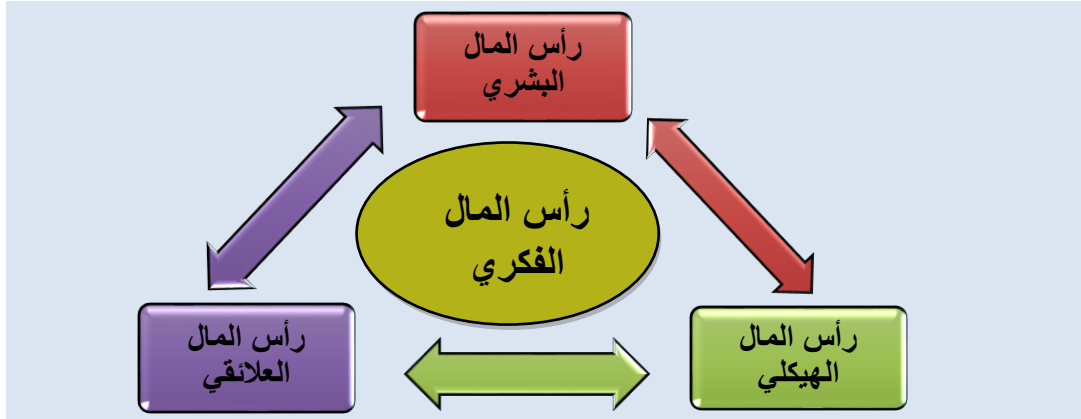 رأس المال
البشري
رأس المال
الفكري
رأس المال
الهيكلي
رأس المال
العلائقي